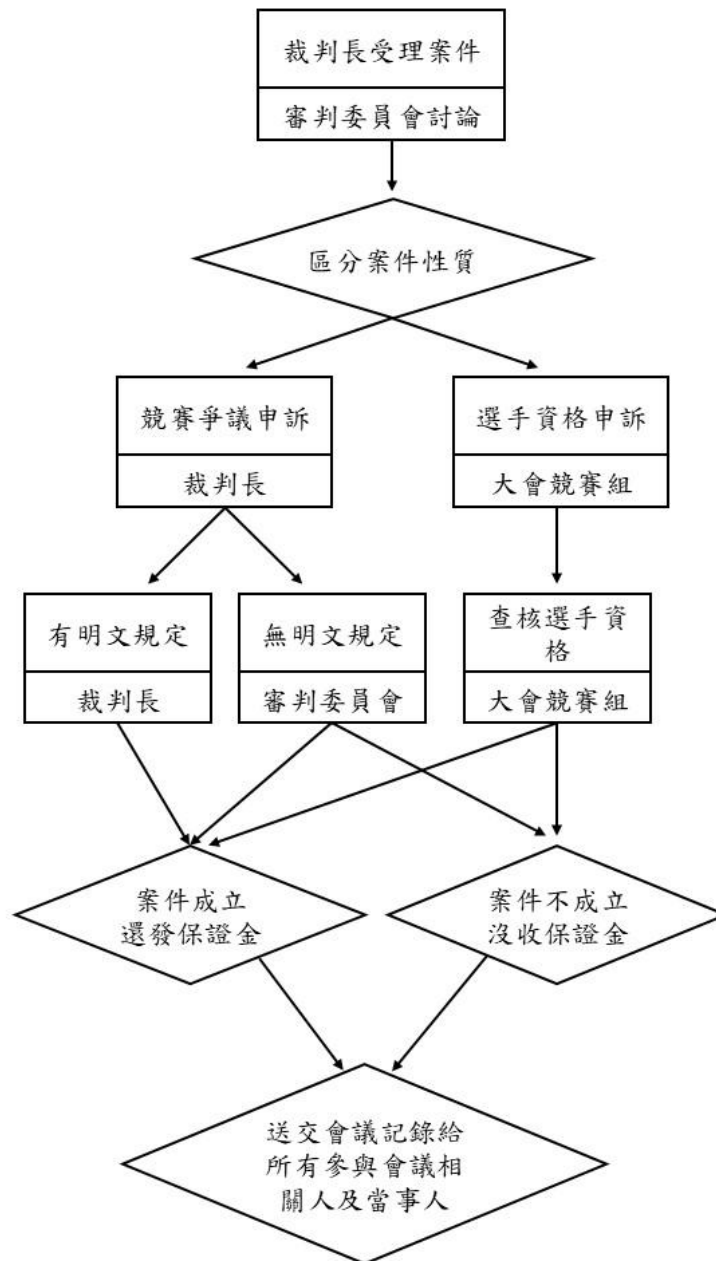 裁判長受理案件
審判委員會討論
區分案件性質
競賽爭議申訴
裁判長
選手資格申訴
大會競賽組
有明文規定
裁判長
無明文規定
審判委員會
查核選手資
格
大會競賽組
案件成立
還發保證金
案件不成立
沒收保證金
送交會議記錄給
所有參與會議相
關人及當事人